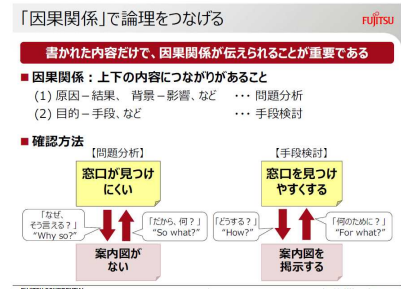 「因果関係」で論理をつなげる
FUJITSU
書かれた内容だけで、因果関係が伝えられることが重要である
■因果関係：上下の内容につながりがあること
(1) 原因－結果、 背景－影響、など ・・・ 問題分析
(2) 目的－手段、など ・・・ 手段検討
■確認方法
【問題分析】
窓口が見つけ
にくい
「なぜ、
そう言える？」
“Why so?”
「だから、何？」
“So what?”
案内図が
ない
【手段検討】
窓口を見つけ
やすくする
「どうする？」
“How?”
「何のために？」
“For what?”
案内図を
掲示する